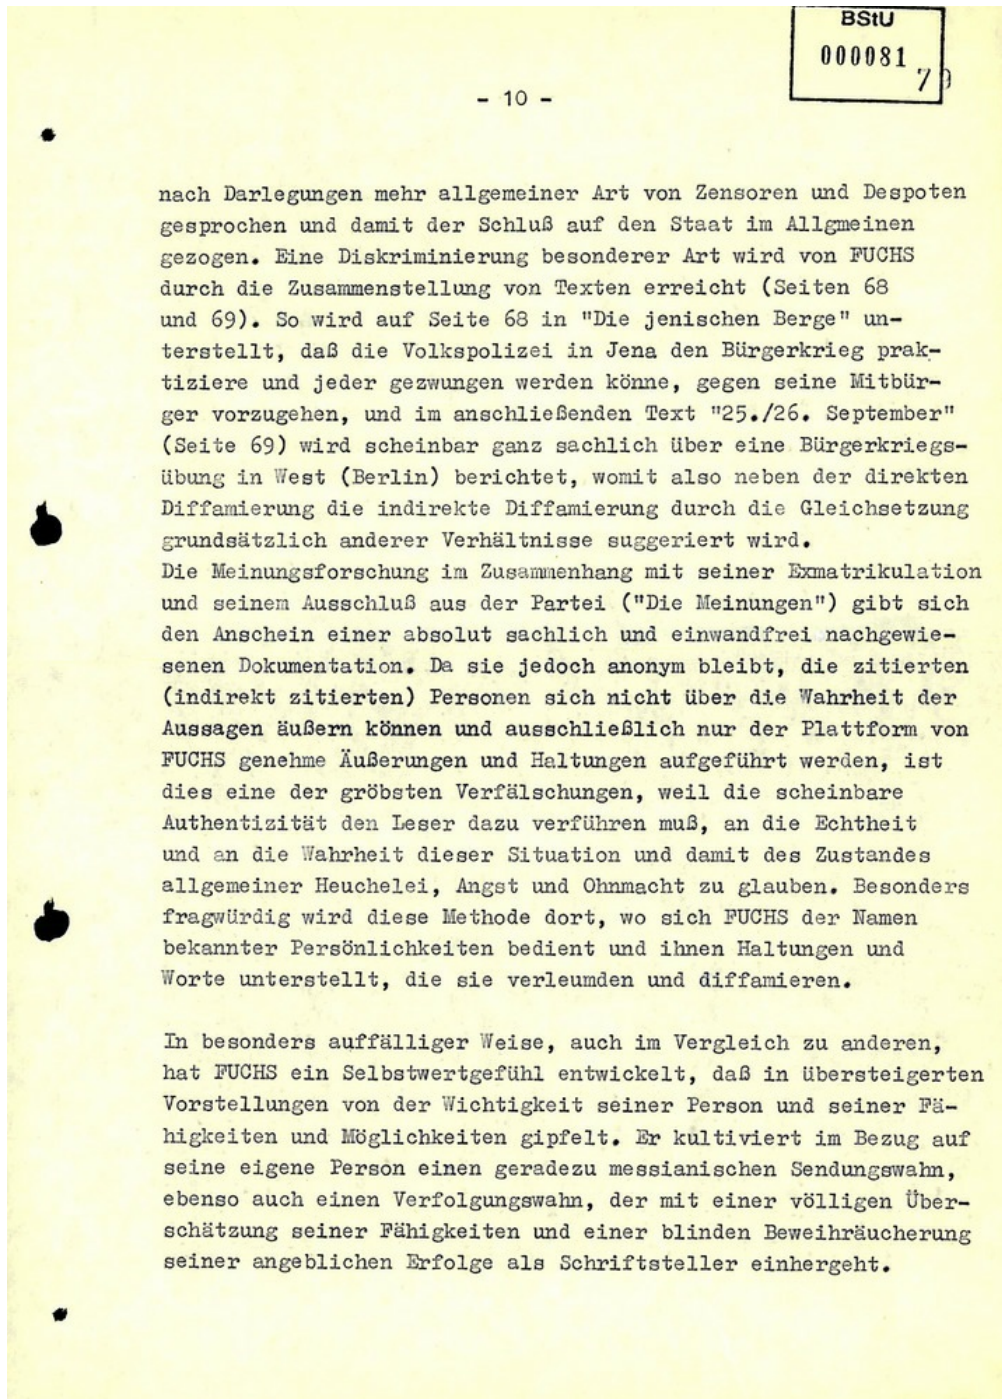 BStU
000081
7
- 10 -
nach Darlegungen mehr allgemeiner Art von Zensoren und Despoten
gesprochen und damit der Schluß auf den Staat im Allgmeinen
gezogen. Eine Diskriminierung besonderer Art wird von FUCHS
durch die Zusammenstellung von Texten erreicht (Seiten 68
und 69). So wird auf Seite 68 in "Die jenischen Berge" un-
terstellt, daß die Volkspolizei in Jena den Bürgerkrieg prak-
tiziere und jeder gezwungen werden könne, gegen seine Mitbür-
ger vorzugehen, und im anschließenden Text "25./26. September"
(Seite 69) wird scheinbar ganz sachlich über eine Bürgerkriegs-
übung in West (Berlin) berichtet, womit also neben der direkten
Diffamierung die indirekte Diffamierung durch die Gleichsetzung
grundsätzlich anderer Verhältnisse suggeriert wird.
Die Meinungsforschung im Zusammenhang mit seiner Exmatrikulation
und seinem Ausschluß aus der Partei ("Die Meinungen") gibt sich
den Anschein einer absolut sachlich und einwandfrei nachgewie-
senen Dokumentation. Da sie jedoch anonym bleibt, die zitierten
(indirekt zitierten) Personen sich nicht über die Wahrheit der
Aussagen äußern können und ausschließlich nur der Plattform von
FUCHS genehme Äußerungen und Haltungen aufgeführt werden, ist
dies eine der gröbsten Verfälschungen, weil die scheinbare
Authentizität den Leser dazu verführen muß, an die Echtheit
und an die Wahrheit dieser Situation und damit des Zustandes
allgemeiner Heuchelei, Angst und Ohnmacht zu glauben. Besonders
fragwürdig wird diese Methode dort, wo sich FUCHS der Namen
bekannter Persönlichkeiten bedient und ihnen Haltungen und
Worte unterstellt, die sie verleumden und diffamieren.
In besonders auffälliger Weise, auch im Vergleich zu anderen,
hat FUCHS ein Selbstwertgefühl entwickelt, daß in übersteigerten
Vorstellungen von der Wichtigkeit seiner Person und seiner Fä-
higkeiten und Möglichkeiten gipfelt. Er kultiviert im Bezug auf
seine eigene Person einen geradezu messianischen Sendungswahn,
ebenso auch einen Verfolgungswahn, der mit einer völligen Über-
schätzung seiner Fähigkeiten und einer blinden Beweihräucherung
seiner angeblichen Erfolge als Schriftsteller einhergeht.